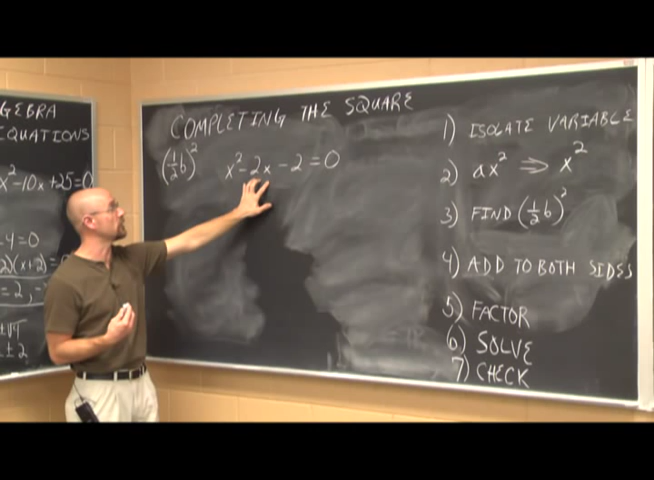 GEBRA
EQUATIONS
x² - 10x + 25 = 0
- 4 = 0
2)(x+2) =
= 2, -
± 2
COMPLETING THE SQUARE
(½b)²  x² - 2x - 2 = 0
1) ISOLATE VARIABLE
2) ax² ⇒ x²
3) FIND (½b)²
4) ADD TO BOTH SIDES
5) FACTOR
6) SOLVE
7) CHECK